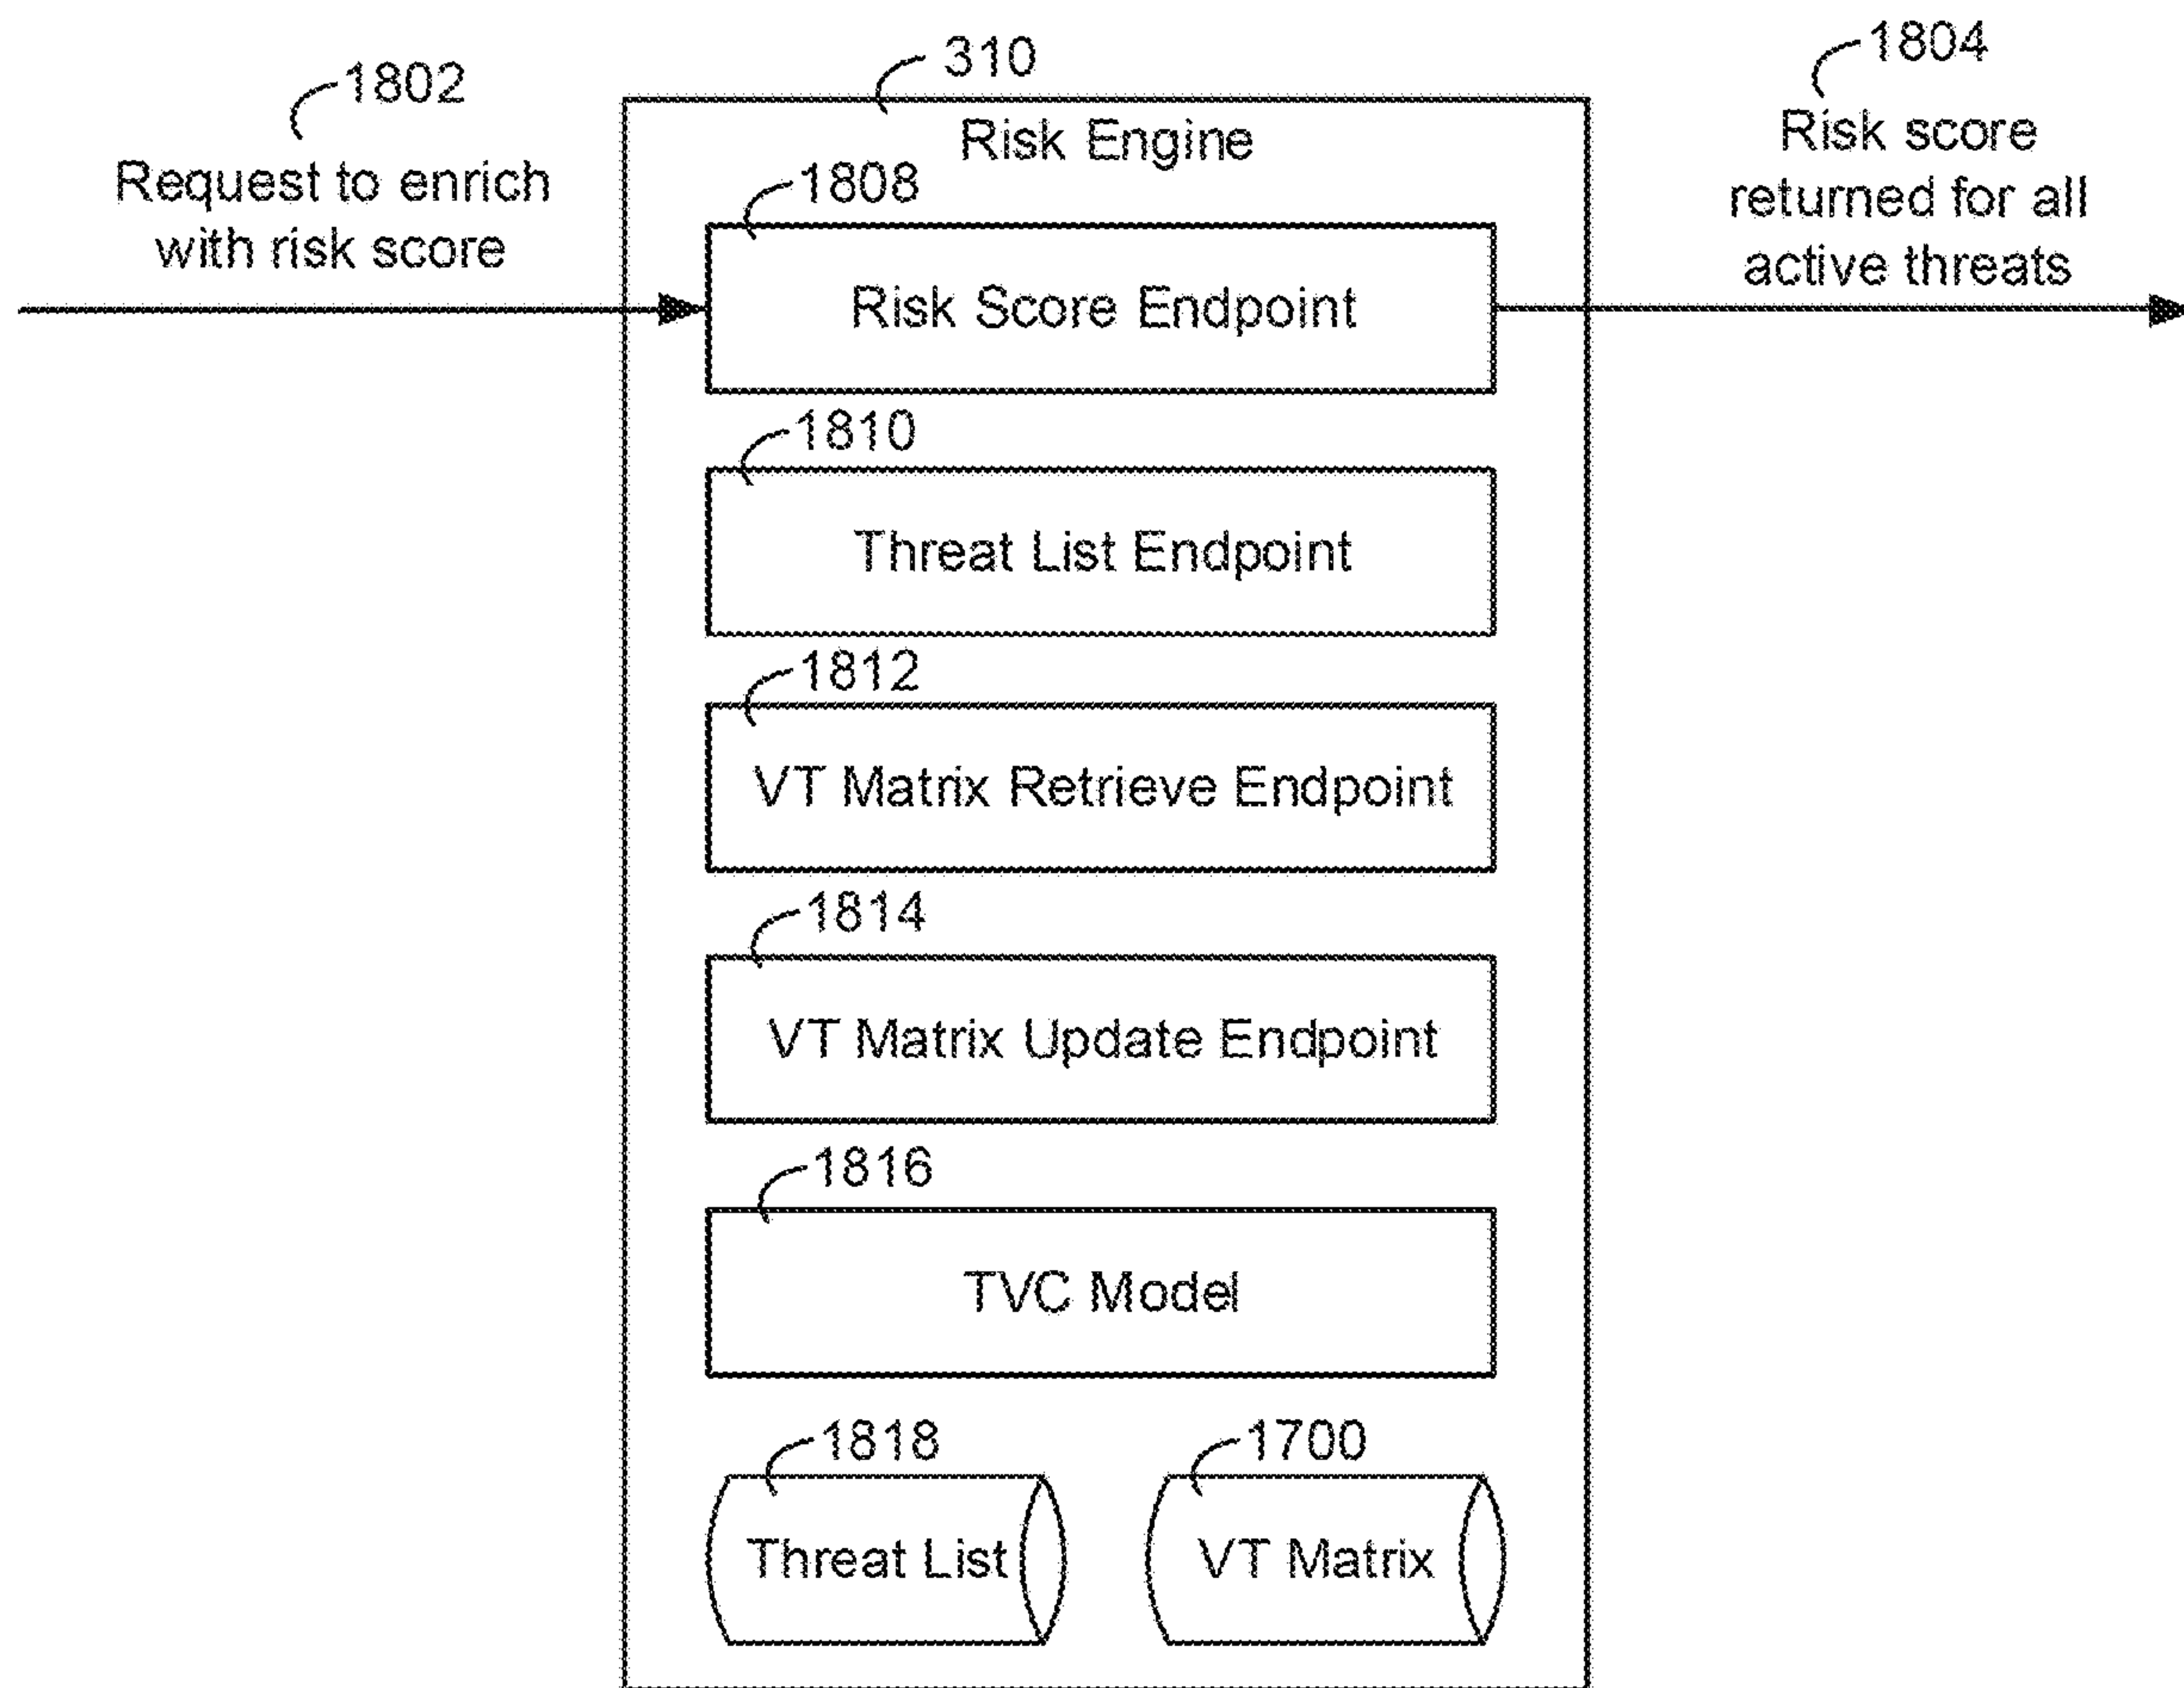 1802
Request to enrich
with risk score
310
Risk Engine
1804
Risk score
returned for all
active threats
1808
Risk Score Endpoint
1810
Threat List Endpoint
1812
VT Matrix Retrieve Endpoint
1814
VT Matrix Update Endpoint
1816
TVC Model
1818
Threat List
1700
VT Matrix